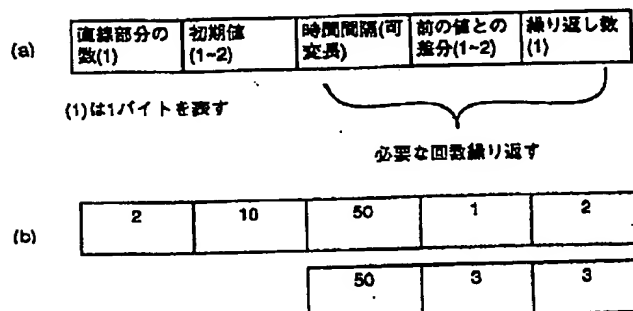 (a)
直線部分の数(1) 初期値(1~2) 時間間隔(可変長) 前の値との差分(1~2) 繰り返し数(1)
(1)は1バイトを表す
必要な回数繰り返す
(b)
2 10 50 1 2
50 3 3